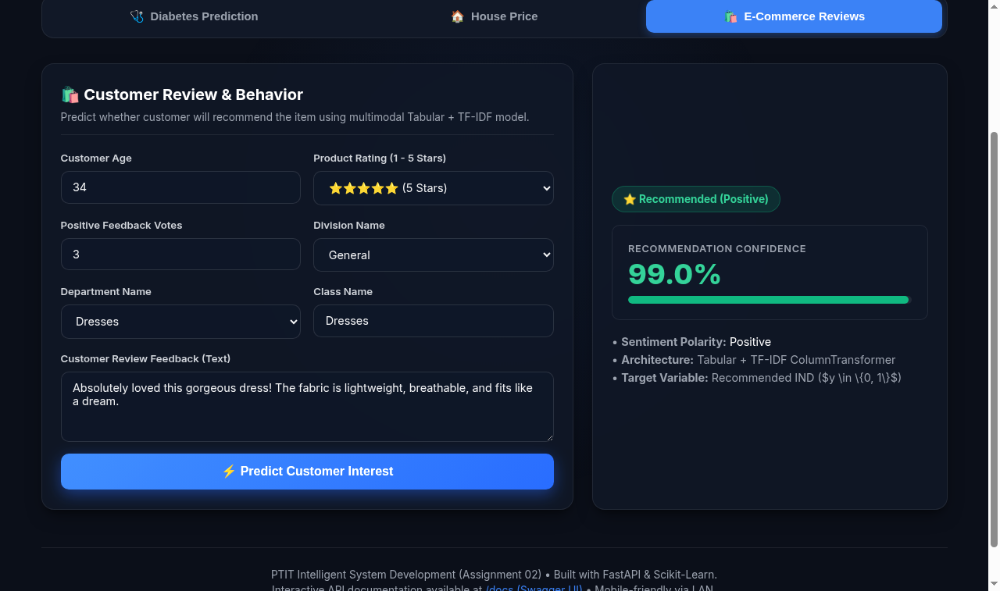 🩺 Diabetes Prediction
🏠 House Price
🛍️ E-Commerce Reviews
🛍️ Customer Review & Behavior
Predict whether customer will recommend the item using multimodal Tabular + TF-IDF model.
Customer Age
Product Rating (1 - 5 Stars)
34
⭐⭐⭐⭐⭐ (5 Stars)
Positive Feedback Votes
Division Name
3
General
Department Name
Class Name
Dresses
Dresses
Customer Review Feedback (Text)
Absolutely loved this gorgeous dress! The fabric is lightweight, breathable, and fits like
a dream.
⚡ Predict Customer Interest
⭐ Recommended (Positive)
RECOMMENDATION CONFIDENCE
99.0%
• Sentiment Polarity: Positive
• Architecture: Tabular + TF-IDF ColumnTransformer
• Target Variable: Recommended IND ($y \in \{0, 1\}$)
PTIT Intelligent System Development (Assignment 02) • Built with FastAPI & Scikit-Learn.
Interactive API documentation available at /docs (Swagger UI) • Mobile-friendly via LAN.